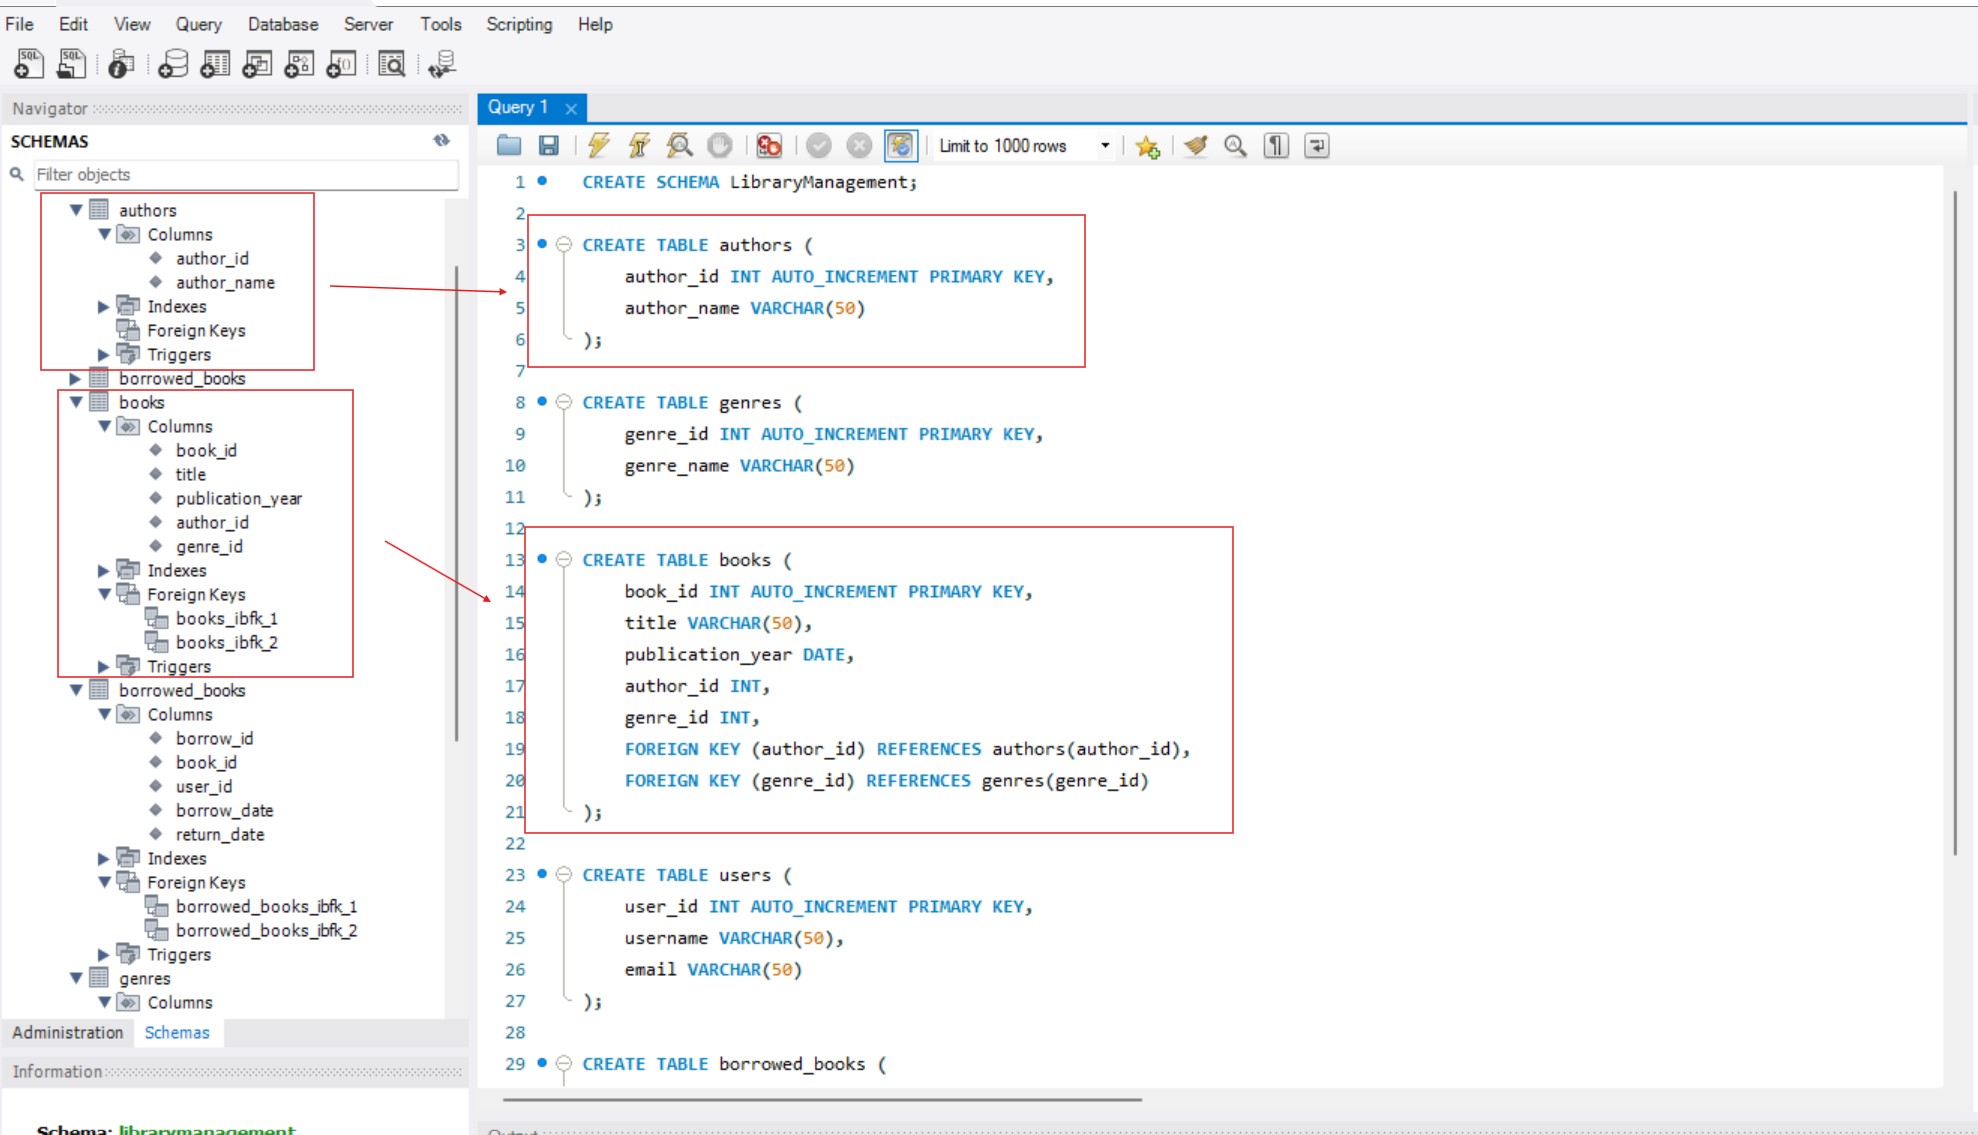 File Edit View Query Database Server Tools Scripting Help
Navigator
SCHEMAS
Filter objects
authors
Columns
author_id
author_name
Indexes
Foreign Keys
Triggers
borrowed_books
books
Columns
book_id
title
publication_year
author_id
genre_id
Indexes
Foreign Keys
books_ibfk_1
books_ibfk_2
Triggers
borrowed_books
Columns
borrow_id
book_id
user_id
borrow_date
return_date
Indexes
Foreign Keys
borrowed_books_ibfk_1
borrowed_books_ibfk_2
Triggers
genres
Columns
Administration Schemas
Information
Schema: librarymanagement
Query 1
Limit to 1000 rows
1 CREATE SCHEMA LibraryManagement;
2
3 CREATE TABLE authors (
4 author_id INT AUTO_INCREMENT PRIMARY KEY,
5 author_name VARCHAR(50)
6 );
7
8 CREATE TABLE genres (
9 genre_id INT AUTO_INCREMENT PRIMARY KEY,
10 genre_name VARCHAR(50)
11 );
12
13 CREATE TABLE books (
14 book_id INT AUTO_INCREMENT PRIMARY KEY,
15 title VARCHAR(50),
16 publication_year DATE,
17 author_id INT,
18 genre_id INT,
19 FOREIGN KEY (author_id) REFERENCES authors(author_id),
20 FOREIGN KEY (genre_id) REFERENCES genres(genre_id)
21 );
22
23 CREATE TABLE users (
24 user_id INT AUTO_INCREMENT PRIMARY KEY,
25 username VARCHAR(50),
26 email VARCHAR(50)
27 );
28
29 CREATE TABLE borrowed_books (
Output